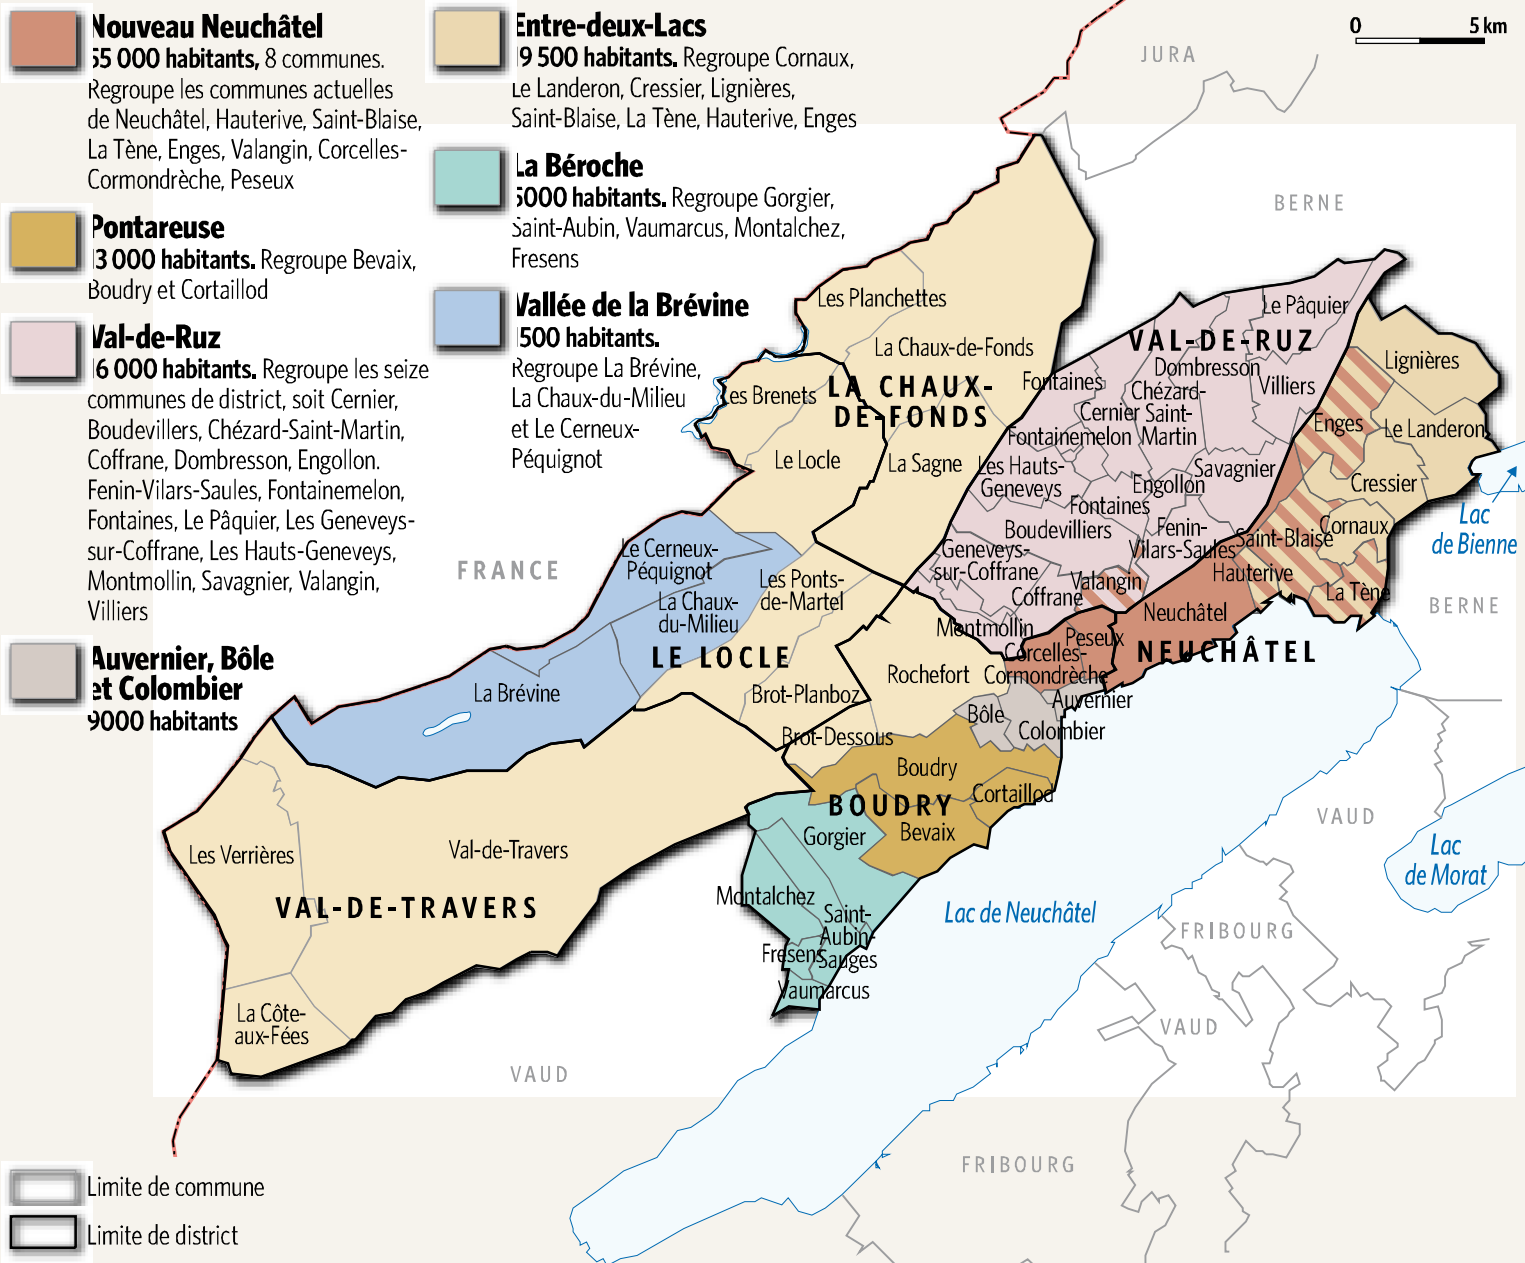 Nouveau Neuchâtel
55 000 habitants, 8 communes.
Regroupe les communes actuelles
de Neuchâtel, Hauterive, Saint-Blaise,
La Tène, Enges, Valangin, Corcelles-
Cormondrèche, Peseux
Pontareuse
13 000 habitants. Regroupe Bevaix,
Boudry et Cortaillod
Val-de-Ruz
16 000 habitants. Regroupe les seize
communes de district, soit Cernier,
Boudevillers, Chézard-Saint-Martin,
Coffrane, Dombresson, Engollon.
Fenin-Vilars-Saules, Fontainemelon,
Fontaines, Le Pâquier, Les Geneveys-
sur-Coffrane, Les Hauts-Geneveys,
Montmollin, Savagnier, Valangin,
Villiers
Auvernier, Bôle
et Colombier
9000 habitants
Entre-deux-Lacs
19 500 habitants. Regroupe Cornaux,
Le Landeron, Cressier, Lignières,
Saint-Blaise, La Tène, Hauterive, Enges
La Béroche
5000 habitants. Regroupe Gorgier,
Saint-Aubin, Vaumarcus, Montalchez,
Fresens
Vallée de la Brévine
1500 habitants.
Regroupe La Brévine,
La Chaux-du-Milieu
et Le Cerneux-
Péquignot
0 5 km
JURA
BERNE
Les Planchettes
La Chaux-de-Fonds
Les Brenets
LA CHAUX-
DE-FONDS
Le Locle
La Sagne
Le Pâquier
VAL-DE-RUZ
Dombresson
Fontaines
Chézard-
Saint-
Martin
Villiers
Cernier
Fontainemelon
Les Hauts-
Geneveys
Savagnier
Engollon
Fontaines
Boudevilliers
Fenin-
Vilars-Saules
Geneveys-
sur-Coffrane
Coffrane
Valangin
Montmollin
Lignières
Enges
Le Landeron
Cressier
Cornaux
Saint-Blaise
Hauterive
La Tène
Lac
de Bienne
BERNE
FRANCE
Le Cerneux-
Péquignot
La Chaux-
du-Milieu
Les Ponts-
de-Martel
LE LOCLE
La Brévine
Brot-Planboz
Neuchâtel
NEUCHÂTEL
Peseux
Corcelles-
Cormondrèche
Rochefort
Auvernier
Bôle
Colombier
Brot-Dessous
Boudry
BOUDRY
Cortaillod
Bevaix
Gorgier
Montalchez
Saint-
Aubin-
Sauges
Fresens
Vaumarcus
Les Verrières
Val-de-Travers
VAL-DE-TRAVERS
La Côte-
aux-Fées
Lac de Neuchâtel
VAUD
Lac
de Morat
FRIBOURG
VAUD
VAUD
FRIBOURG
Limite de commune
Limite de district